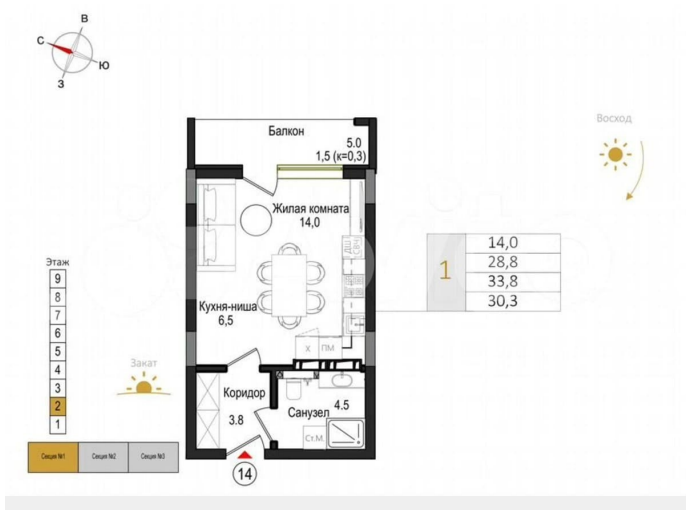 В
С
Ю
З
Восход
Балкон
5.0
1,5 (к=0,3)
Жилая комната
14,0
ДШ
СВЧ
Кухня-ниша
6,5
Х
ПМ
1
14,0
28,8
33,8
30,3
Этаж
9
8
7
6
5
4
3
2
1
Закат
Коридор
3.8
Санузел
4.5
Ст.М.
Секция №1
Секция №2
Секция №3
14